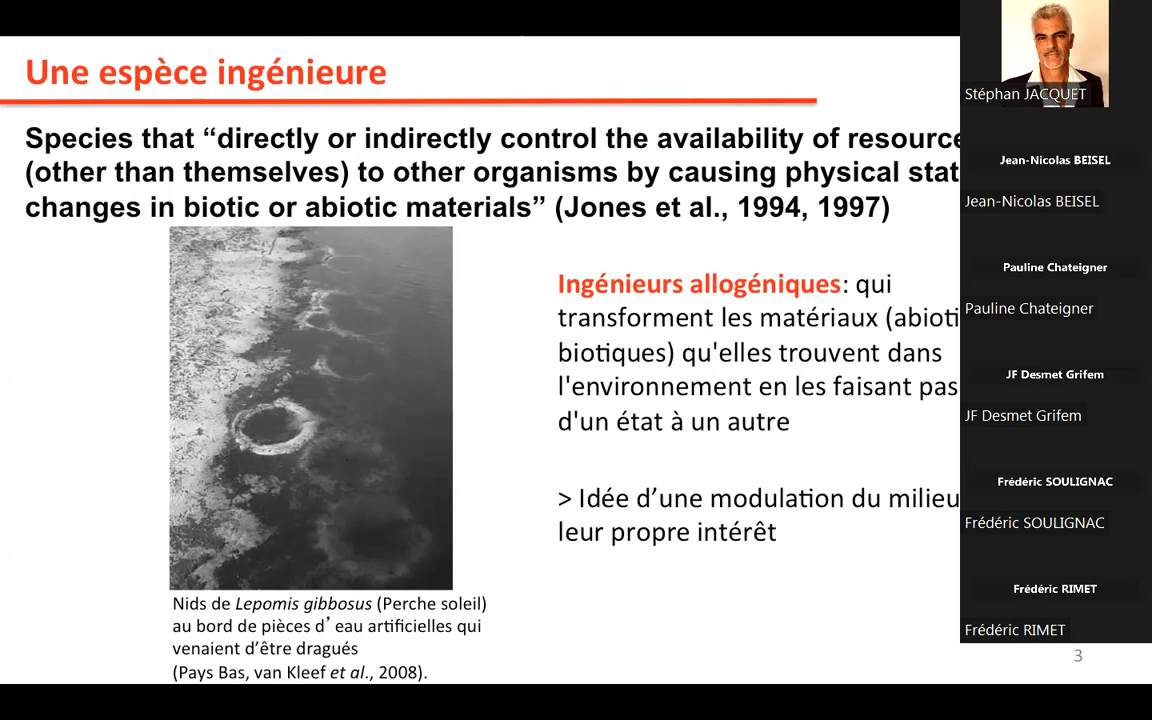 Une espèce ingénieure
Species that “directly or indirectly control the availability of resource
(other than themselves) to other organisms by causing physical stat
changes in biotic or abiotic materials” (Jones et al., 1994, 1997)
Ingénieurs allogéniques: qui
transforment les matériaux (abioti
biotiques) qu'elles trouvent dans
l'environnement en les faisant pas
d'un état à un autre
> Idée d’une modulation du milieu
leur propre intérêt
Nids de Lepomis gibbosus (Perche soleil)
au bord de pièces d’ eau artificielles qui
venaient d’être dragués
(Pays Bas, van Kleef et al., 2008).
Stéphan JACQUET
Jean-Nicolas BEISEL
Jean-Nicolas BEISEL
Pauline Chateigner
Pauline Chateigner
JF Desmet Grifem
JF Desmet Grifem
Frédéric SOULIGNAC
Frédéric SOULIGNAC
Frédéric RIMET
Frédéric RIMET
3